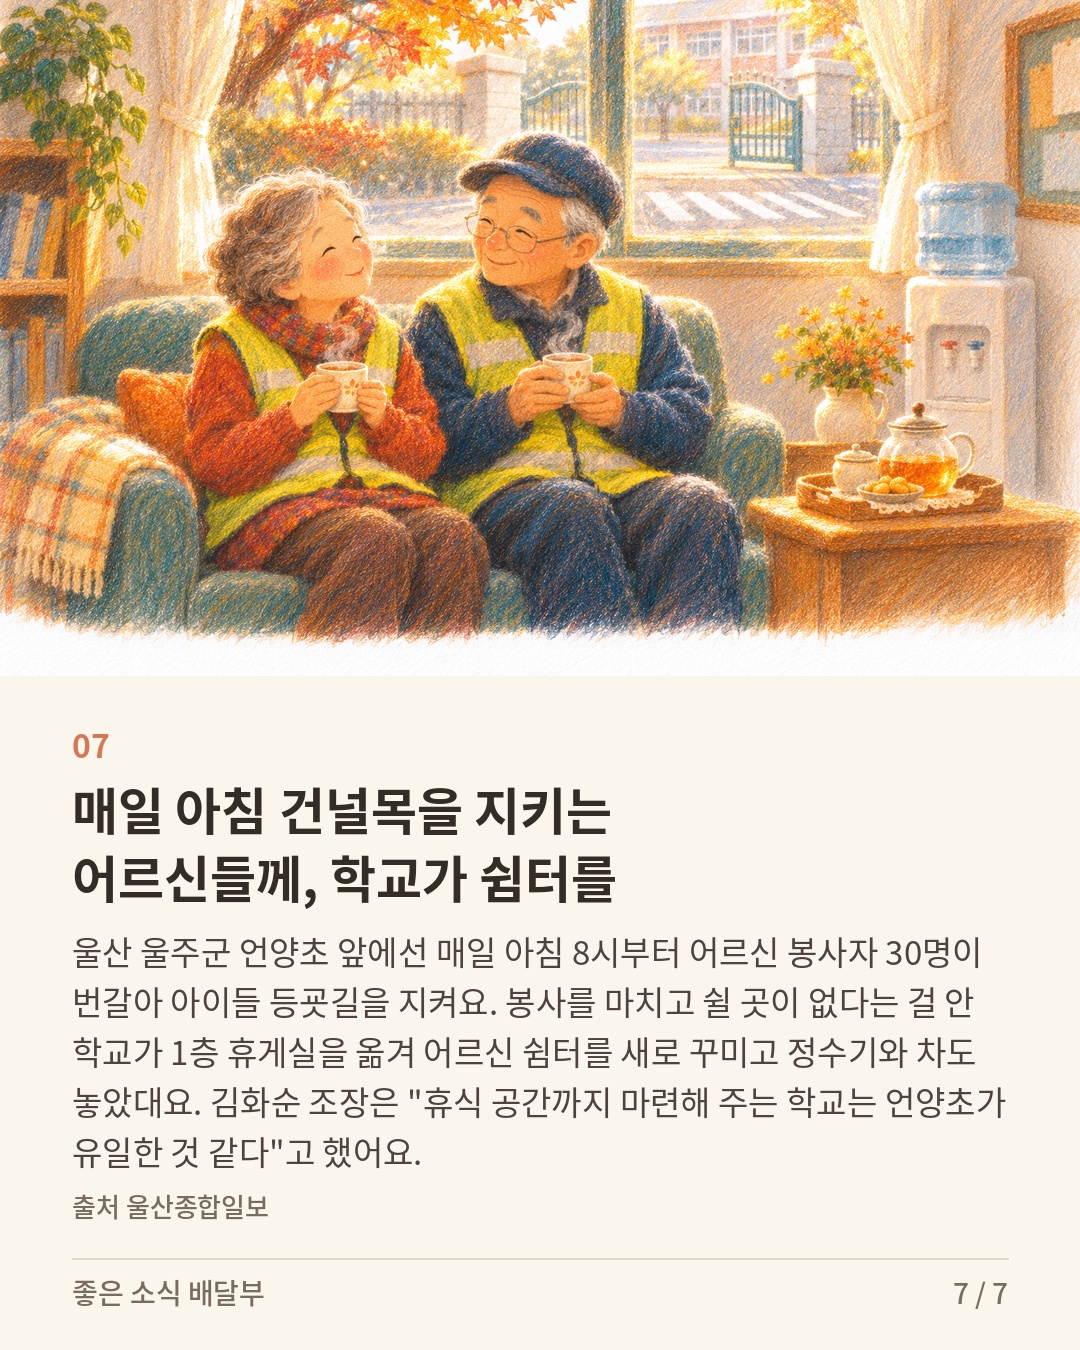 07
매일 아침 건널목을 지키는
어르신들께, 학교가 쉼터를
울산 울주군 언양초 앞에선 매일 아침 8시부터 어르신 봉사자 30명이
번갈아 아이들 등굣길을 지켜요. 봉사를 마치고 쉴 곳이 없다는 걸 안
학교가 1층 휴게실을 옮겨 어르신 쉼터를 새로 꾸미고 정수기와 차도
놓았대요. 김화순 조장은 "휴식 공간까지 마련해 주는 학교는 언양초가
유일한 것 같다"고 했어요.
출처 울산종합일보
좋은 소식 배달부
7 / 7